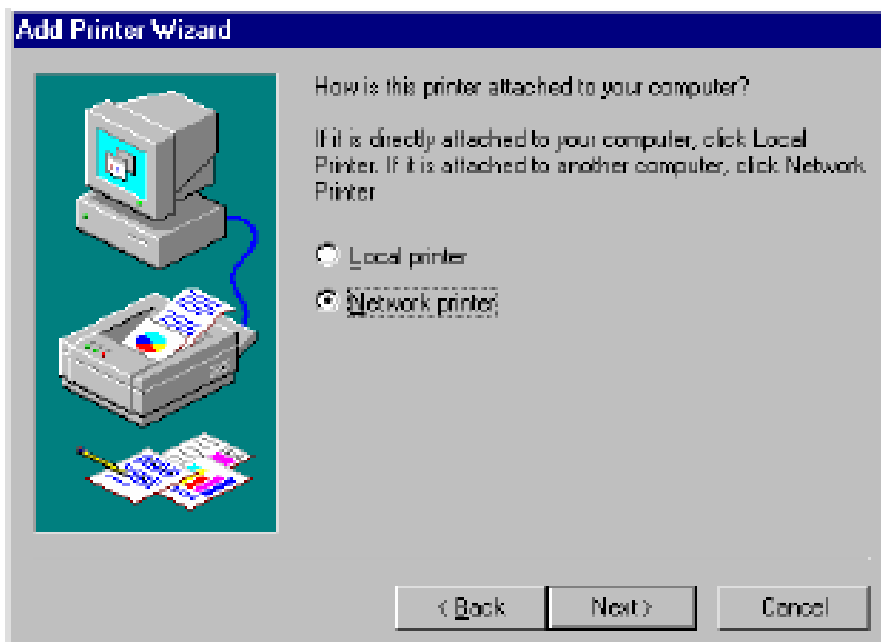 Add Printer Wizard
How is this printer attached to your computer?
If it is directly attached to your computer, click Local
Printer. If it is attached to another computer, click Network
Printer
Local printer
Network printer
< Back Next > Cancel